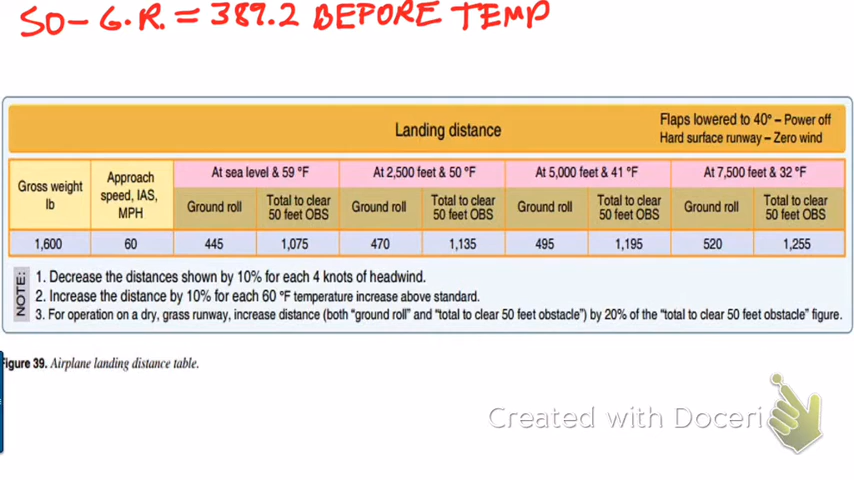 SO- G.R. = 389.2 BEFORE TEMP
Landing distance
Flaps lowered to 40° – Power off
Hard surface runway – Zero wind
Gross weight lb
Approach speed, IAS, MPH
At sea level & 59 °F
At 2,500 feet & 50 °F
At 5,000 feet & 41 °F
At 7,500 feet & 32 °F
Ground roll
Total to clear 50 feet OBS
Ground roll
Total to clear 50 feet OBS
Ground roll
Total to clear 50 feet OBS
Ground roll
Total to clear 50 feet OBS
1,600 60 445 1,075 470 1,135 495 1,195 520 1,255
NOTE:
1. Decrease the distances shown by 10% for each 4 knots of headwind.
2. Increase the distance by 10% for each 60 °F temperature increase above standard.
3. For operation on a dry, grass runway, increase distance (both “ground roll” and “total to clear 50 feet obstacle”) by 20% of the “total to clear 50 feet obstacle” figure.
Figure 39. Airplane landing distance table.
Created with Doceri